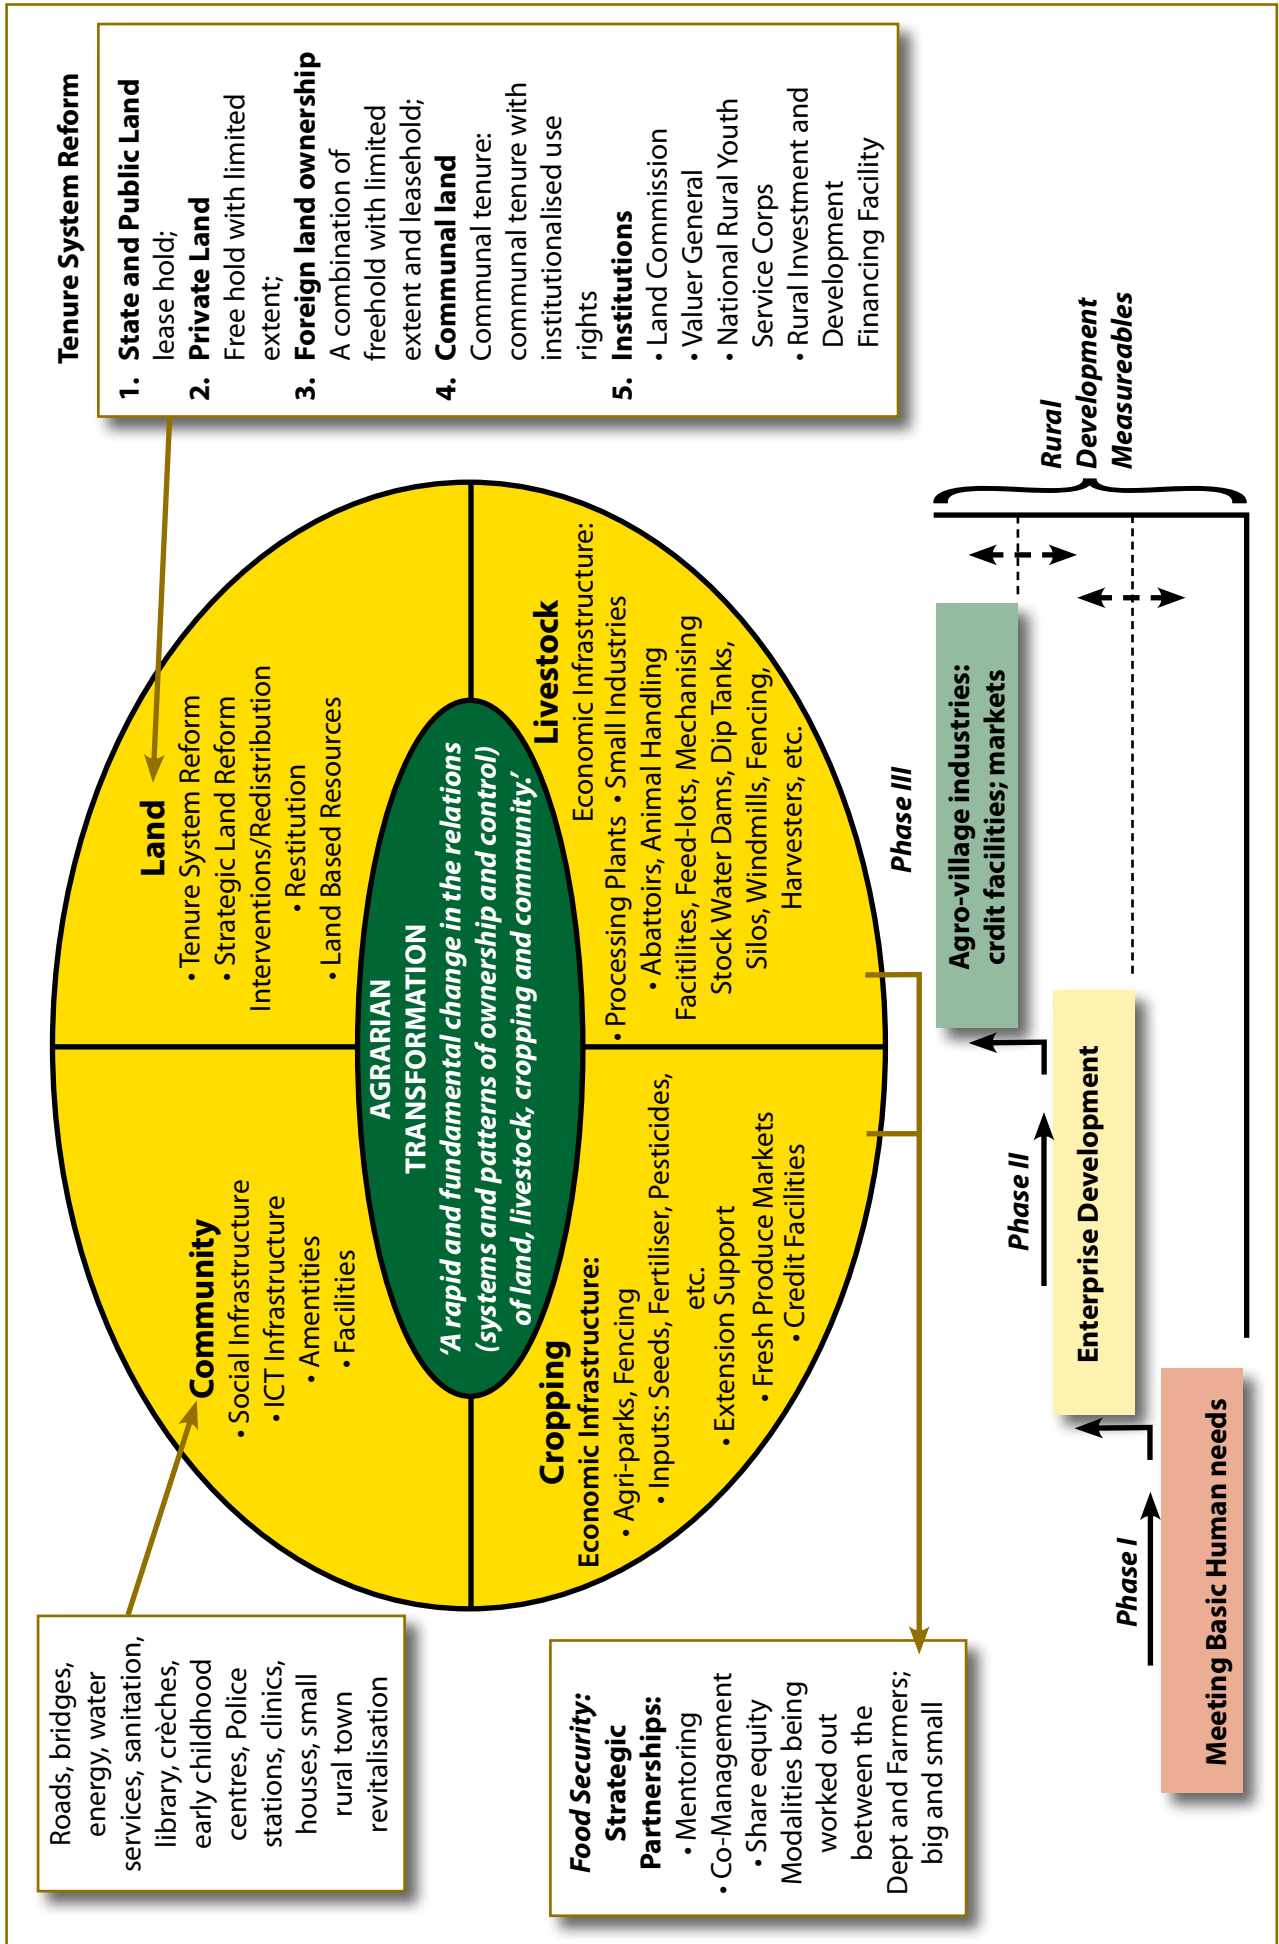 Roads, bridges,
energy, water
services, sanitation,
library, crèches,
early childhood
centres, Police
stations, clinics,
houses, small
rural town
revitalisation
Community
• Social Infrastructure
• ICT Infrastructure
• Amentities
• Facilities
Land
• Tenure System Reform
• Strategic Land Reform
Interventions/Redistribution
• Restitution
• Land Based Resources
Tenure System Reform
1. State and Public Land
lease hold;
2. Private Land
Free hold with limited
extent;
3. Foreign land ownership
A combination of
freehold with limited
extent and leasehold;
4. Communal land
Communal tenure:
communal tenure with
institutionalised use
rights
5. Institutions
• Land Commission
• Valuer General
• National Rural Youth
Service Corps
• Rural Investment and
Development
Financing Facility
AGRARIAN
TRANSFORMATION
‘A rapid and fundamental change in the relations
(systems and patterns of ownership and control)
of land, livestock, cropping and community.’
Cropping
Economic Infrastructure:
• Agri-parks, Fencing
• Inputs: Seeds, Fertiliser, Pesticides,
etc.
• Extension Support
• Fresh Produce Markets
• Credit Facilities
Livestock
Economic Infrastructure:
• Processing Plants • Small Industries
• Abattoirs, Animal Handling
Facitilites, Feed-lots, Mechanising
Stock Water Dams, Dip Tanks,
Silos, Windmills, Fencing,
Harvesters, etc.
Food Security:
Strategic
Partnerships:
• Mentoring
• Co-Management
• Share equity
Modalities being
worked out
between the
Dept and Farmers;
big and small
Phase I
Meeting Basic Human needs
Phase II
Enterprise Development
Phase III
Agro-village industries:
crdit facilities; markets
Rural
Development
Measureables